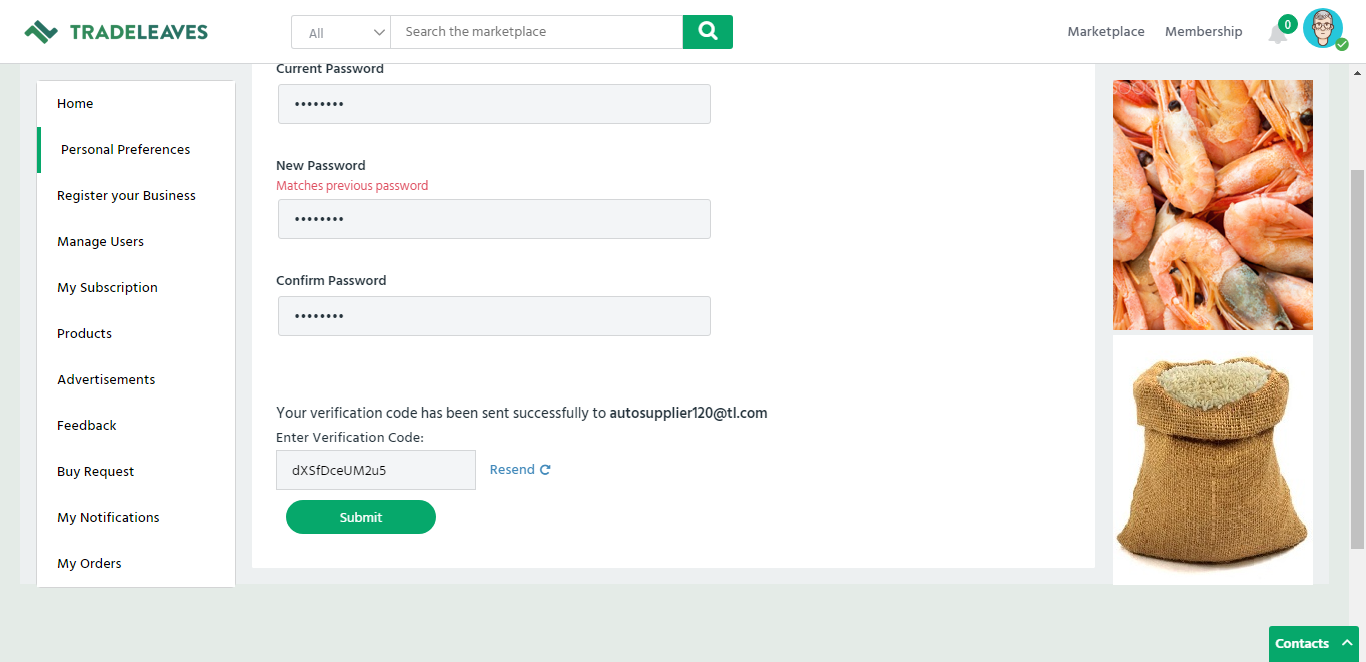 TRADELEAVES
All
Search the marketplace
Marketplace
Membership
0
Home
Personal Preferences
Register your Business
Manage Users
My Subscription
Products
Advertisements
Feedback
Buy Request
My Notifications
My Orders
Current Password
••••••••
New Password
Matches previous password
••••••••
Confirm Password
••••••••
Your verification code has been sent successfully to autosupplier120@tl.com
Enter Verification Code:
dXSfDceUM2u5
Resend
Submit
Contacts